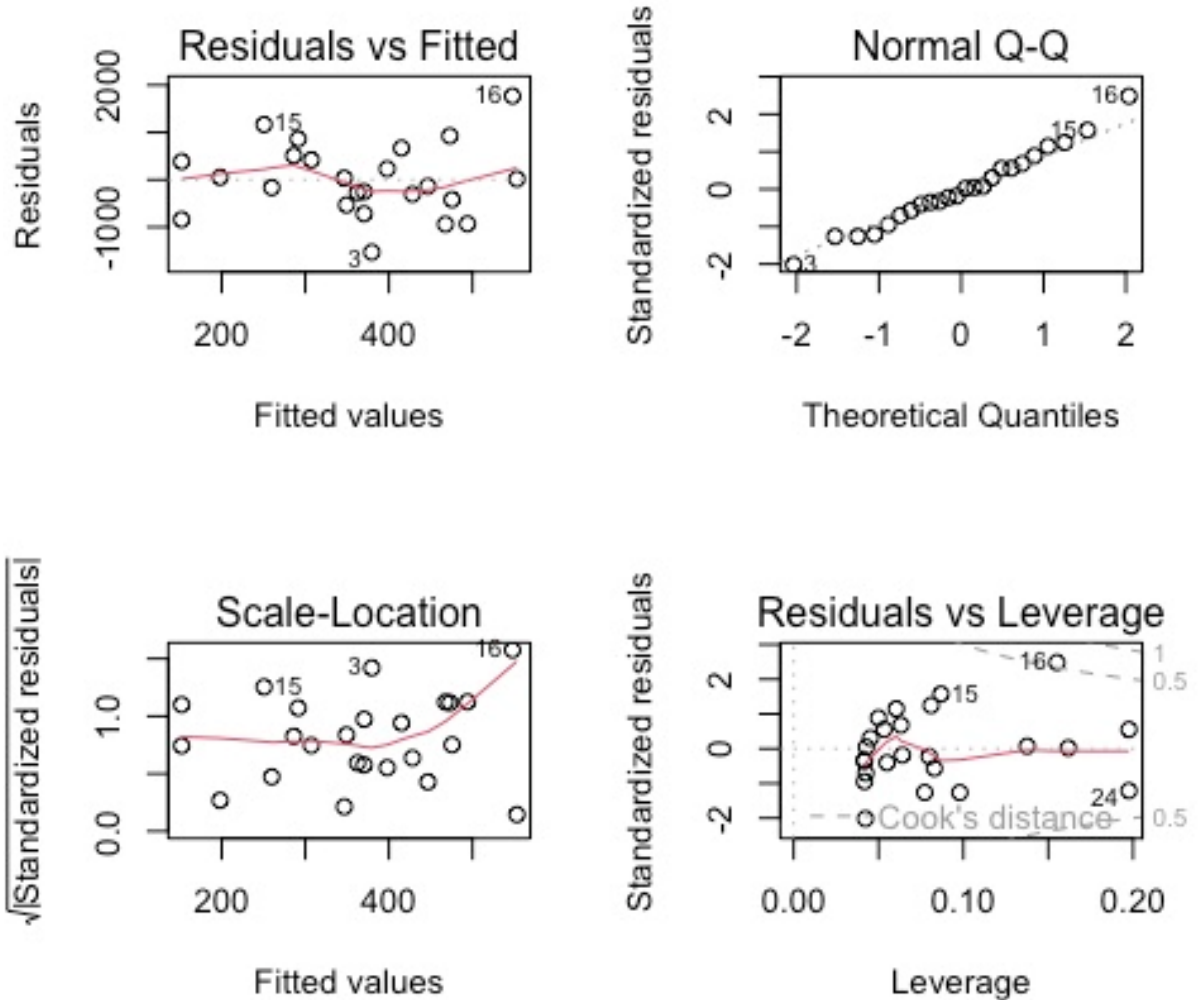 Residuals vs Fitted
Residuals
2000
-1000
16
15
3
200 400
Fitted values
Normal Q-Q
Standardized residuals
2
0
-2
16
15
3
-2 -1 0 1 2
Theoretical Quantiles
Scale-Location
√|Standardized residuals|
1.0
0.0
16
3
15
200 400
Fitted values
Residuals vs Leverage
Standardized residuals
2
0
-2
16
15
24
Cook's distance
1
0.5
0.5
0.00 0.10 0.20
Leverage